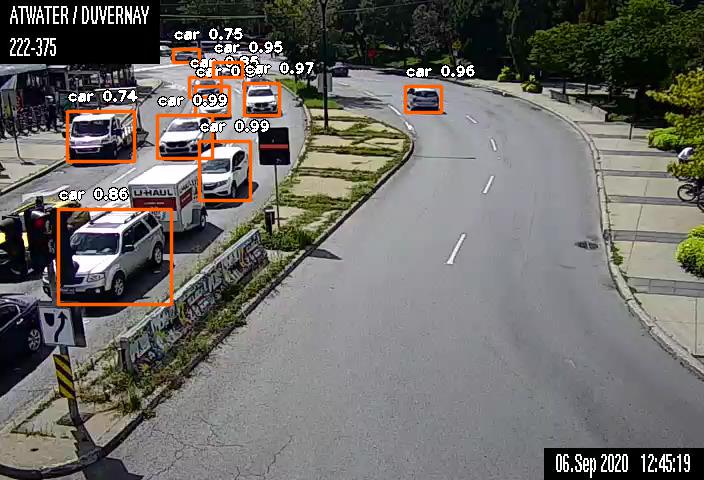 ATWATER / DUVERNAY
222-375
car 0.75
car 0.95
car 0.97
car 0.96
car 0.74
car 0.99
car 0.99
U-HAUL
car 0.86
06.Sep 2020 12:45:19